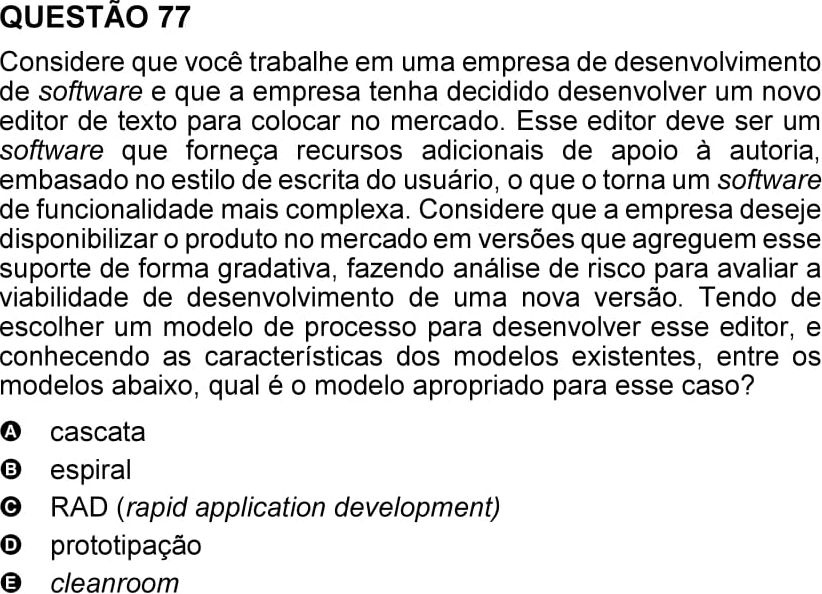 QUESTÃO 77
Considere que você trabalhe em uma empresa de desenvolvimento
de software e que a empresa tenha decidido desenvolver um novo
editor de texto para colocar no mercado. Esse editor deve ser um
software que forneça recursos adicionais de apoio à autoria,
embasado no estilo de escrita do usuário, o que o torna um software
de funcionalidade mais complexa. Considere que a empresa deseje
disponibilizar o produto no mercado em versões que agreguem esse
suporte de forma gradativa, fazendo análise de risco para avaliar a
viabilidade de desenvolvimento de uma nova versão. Tendo de
escolher um modelo de processo para desenvolver esse editor, e
conhecendo as características dos modelos existentes, entre os
modelos abaixo, qual é o modelo apropriado para esse caso?
A cascata
B espiral
C RAD (rapid application development)
D prototipação
E cleanroom